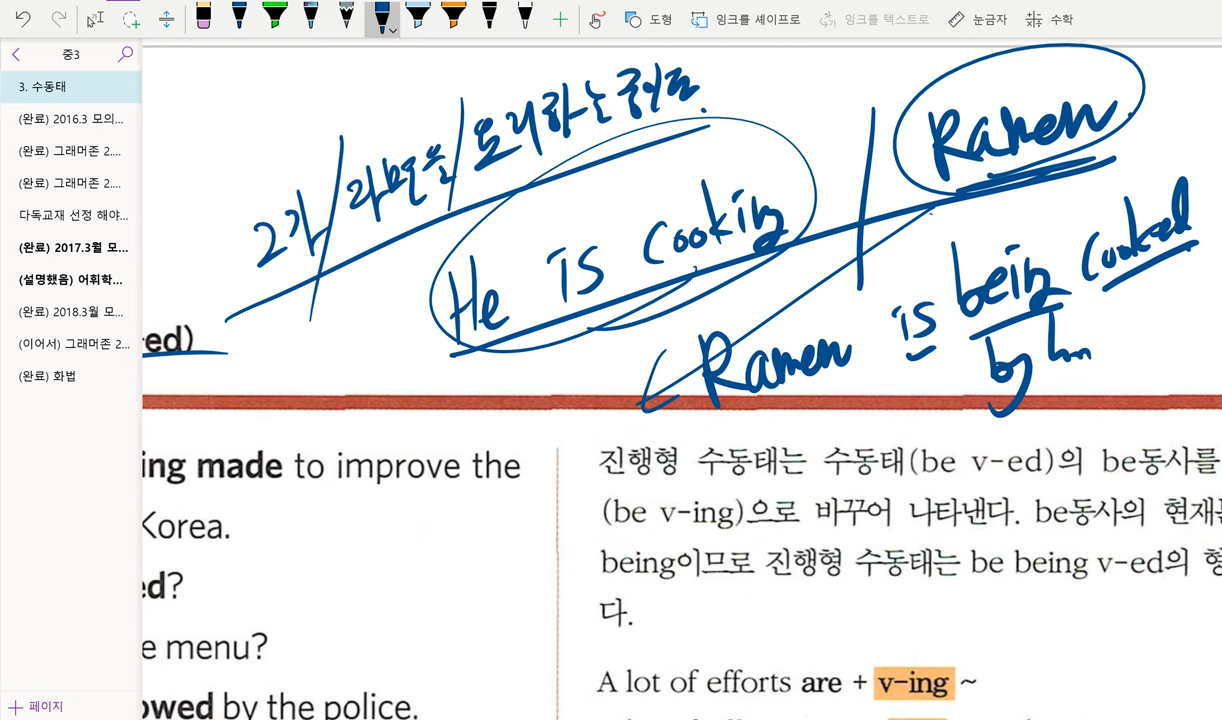 도형
잉크를 셰이프로
잉크를 텍스트로
눈금자
수학
중3
3. 수동태
(완료) 2016.3 모의...
(완료) 그래머존 2....
(완료) 그래머존 2....
다독교재 선정 해야...
(완료) 2017.3월 모...
(설명했음) 어휘학...
(완료) 2018.3월 모...
(이어서) 그래머존 2...
(완료) 화법
페이지
라면을 요리하는
He is cooking
Ramen
Ramen is being cooked
by
ed)
ing made to improve the
Korea.
ed?
e menu?
owed by the police.
진행형 수동태는 수동태(be v-ed)의 be동사를
(be v-ing)으로 바꾸어 나타낸다. be동사의 현재
being이므로 진행형 수동태는 be being v-ed의
다.
A lot of efforts are + v-ing ~